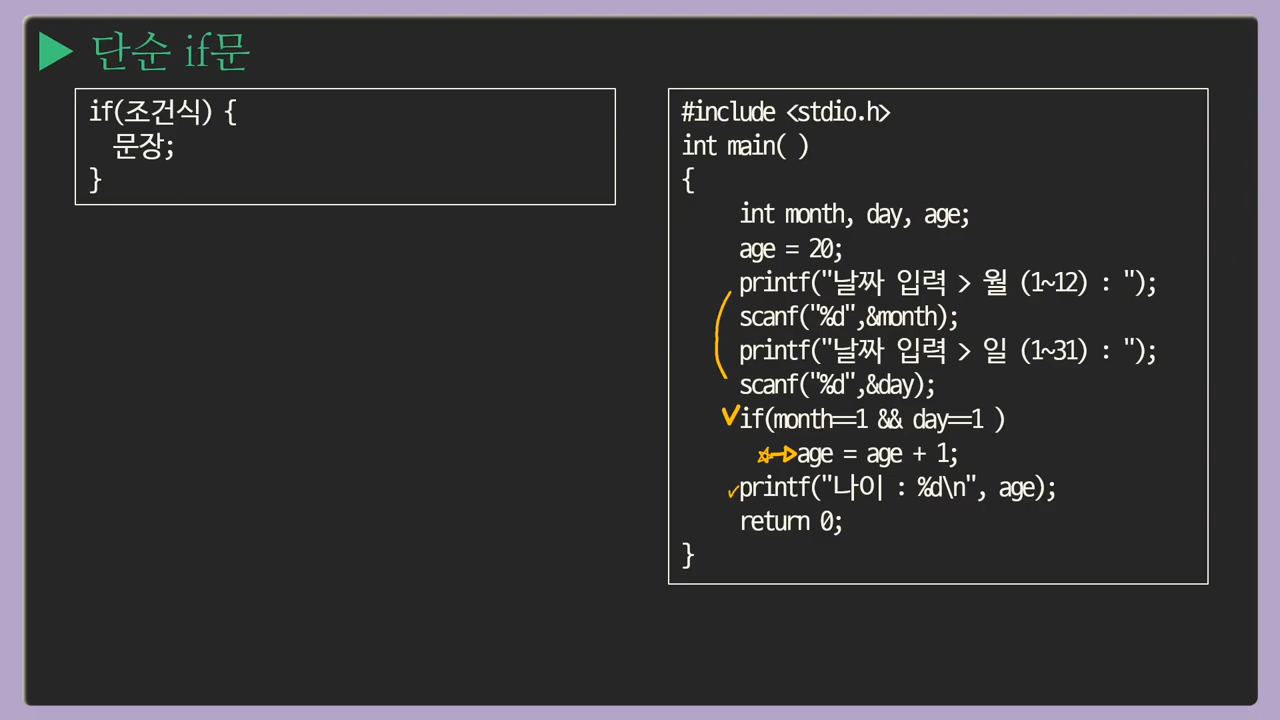 단순 if문
if(조건식) {
문장;
}
#include <stdio.h>
int main( )
{
int month, day, age;
age = 20;
printf("날짜 입력 > 월 (1~12) : ");
scanf("%d",&month);
printf("날짜 입력 > 일 (1~31) : ");
scanf("%d",&day);
if(month==1 && day==1 )
age = age + 1;
printf("나이 : %d\n", age);
return 0;
}